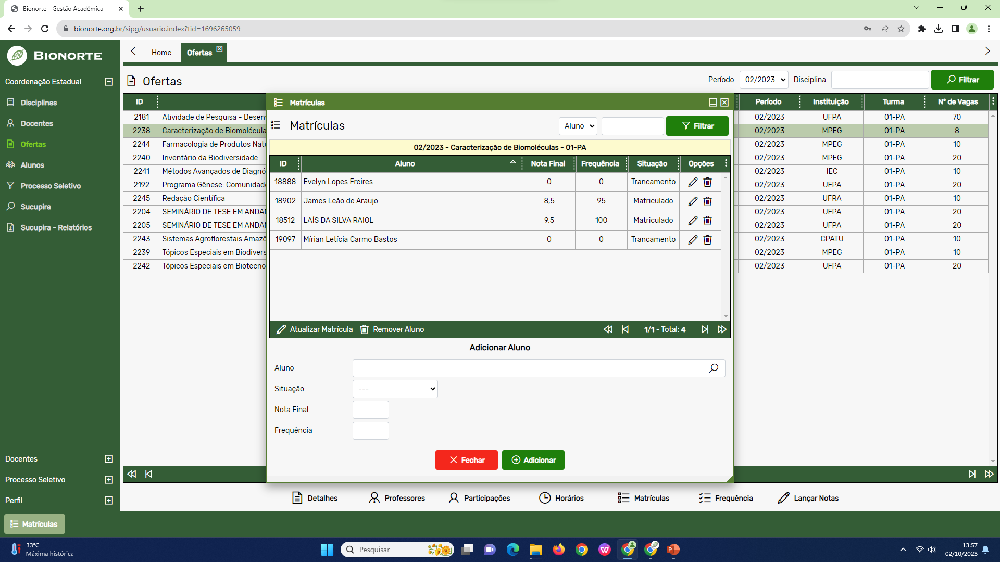 Bionorte - Gestão Acadêmica
bionorte.org.br/sipg/usuario.index?tid=1696265059
BIONORTE
Coordenação Estadual
Disciplinas
Docentes
Ofertas
Alunos
Processo Seletivo
Sucupira
Sucupira - Relatórios
Docentes
Processo Seletivo
Perfil
Matrículas
Home
Ofertas
Ofertas
Período 02/2023 Disciplina Filtrar
ID Período Instituição Turma N° de Vagas
2181 Atividade de Pesquisa - Desen 02/2023 UFPA 01-PA 70
2238 Caracterização de Biomolécula 02/2023 MPEG 01-PA 8
2244 Farmacologia de Produtos Nat 02/2023 MPEG 01-PA 10
2240 Inventário da Biodiversidade 02/2023 MPEG 01-PA 20
2241 Métodos Avançados de Diagnó 02/2023 IEC 01-PA 10
2192 Programa Gênese: Comunidad 02/2023 UFPA 01-PA 20
2245 Redação Científica 02/2023 UFRA 01-PA 10
2204 SEMINÁRIO DE TESE EM ANDA 02/2023 UFPA 01-PA 20
2205 SEMINÁRIO DE TESE EM ANDA 02/2023 UFPA 01-PA 20
2243 Sistemas Agroflorestais Amazô 02/2023 CPATU 01-PA 10
2239 Tópicos Especiais em Biodivers 02/2023 MPEG 01-PA 10
2242 Tópicos Especiais em Biotecno 02/2023 UFPA 01-PA 20
Matrículas
Matrículas
Aluno Filtrar
02/2023 - Caracterização de Biomoléculas - 01-PA
ID Aluno Nota Final Frequência Situação Opções
18888 Evelyn Lopes Freires 0 0 Trancamento
18902 James Leão de Araujo 8,5 95 Matriculado
18512 LAÍS DA SILVA RAIOL 9,5 100 Matriculado
19097 Mírian Letícia Carmo Bastos 0 0 Trancamento
Atualizar Matrícula Remover Aluno 1/1 - Total: 4
Adicionar Aluno
Aluno
Situação ---
Nota Final
Frequência
Fechar Adicionar
Detalhes Professores Participações Horários Matrículas Frequência Lançar Notas
33°C
Máxima histórica
Pesquisar
13:57
02/10/2023